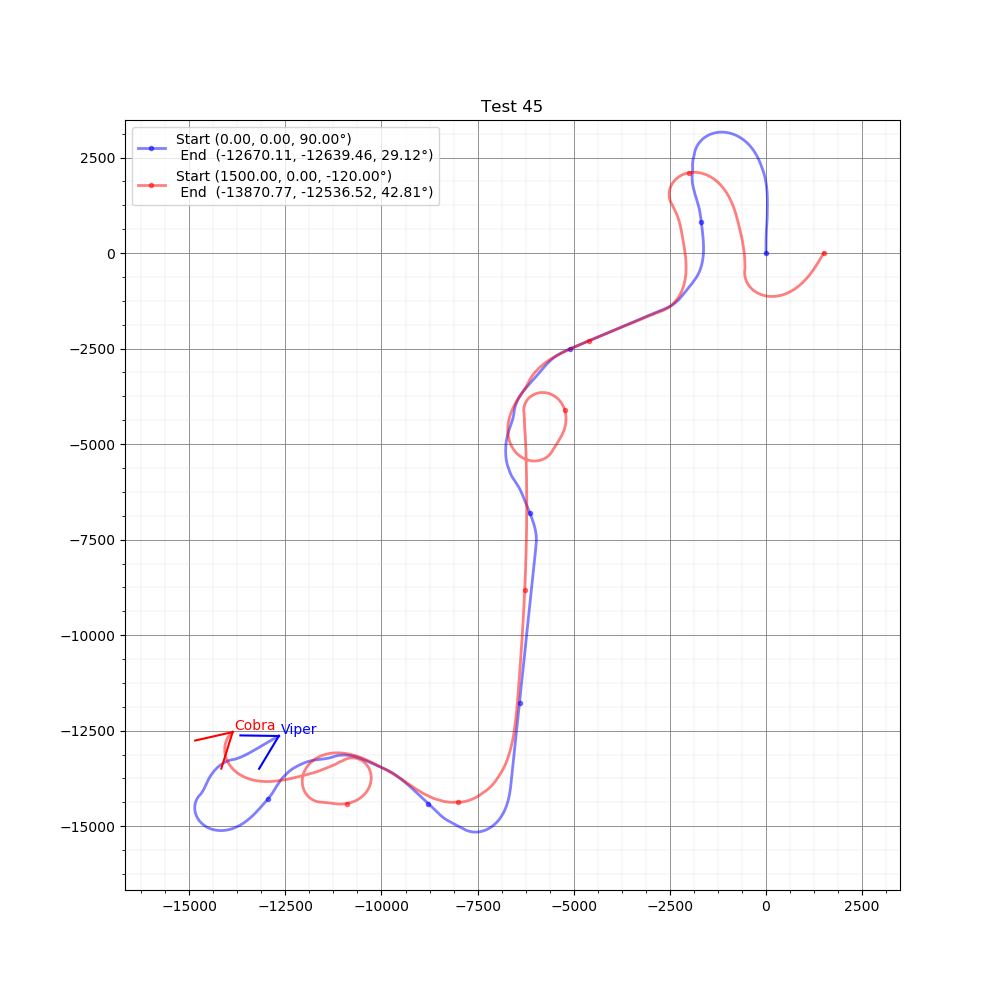 Test 45
Start (0.00, 0.00, 90.00°)
End (-12670.11, -12639.46, 29.12°)
Start (1500.00, 0.00, -120.00°)
End (-13870.77, -12536.52, 42.81°)
2500
0
−2500
−5000
−7500
−10000
−12500
−15000
Cobra
Viper
−15000 −12500 −10000 −7500 −5000 −2500 0 2500